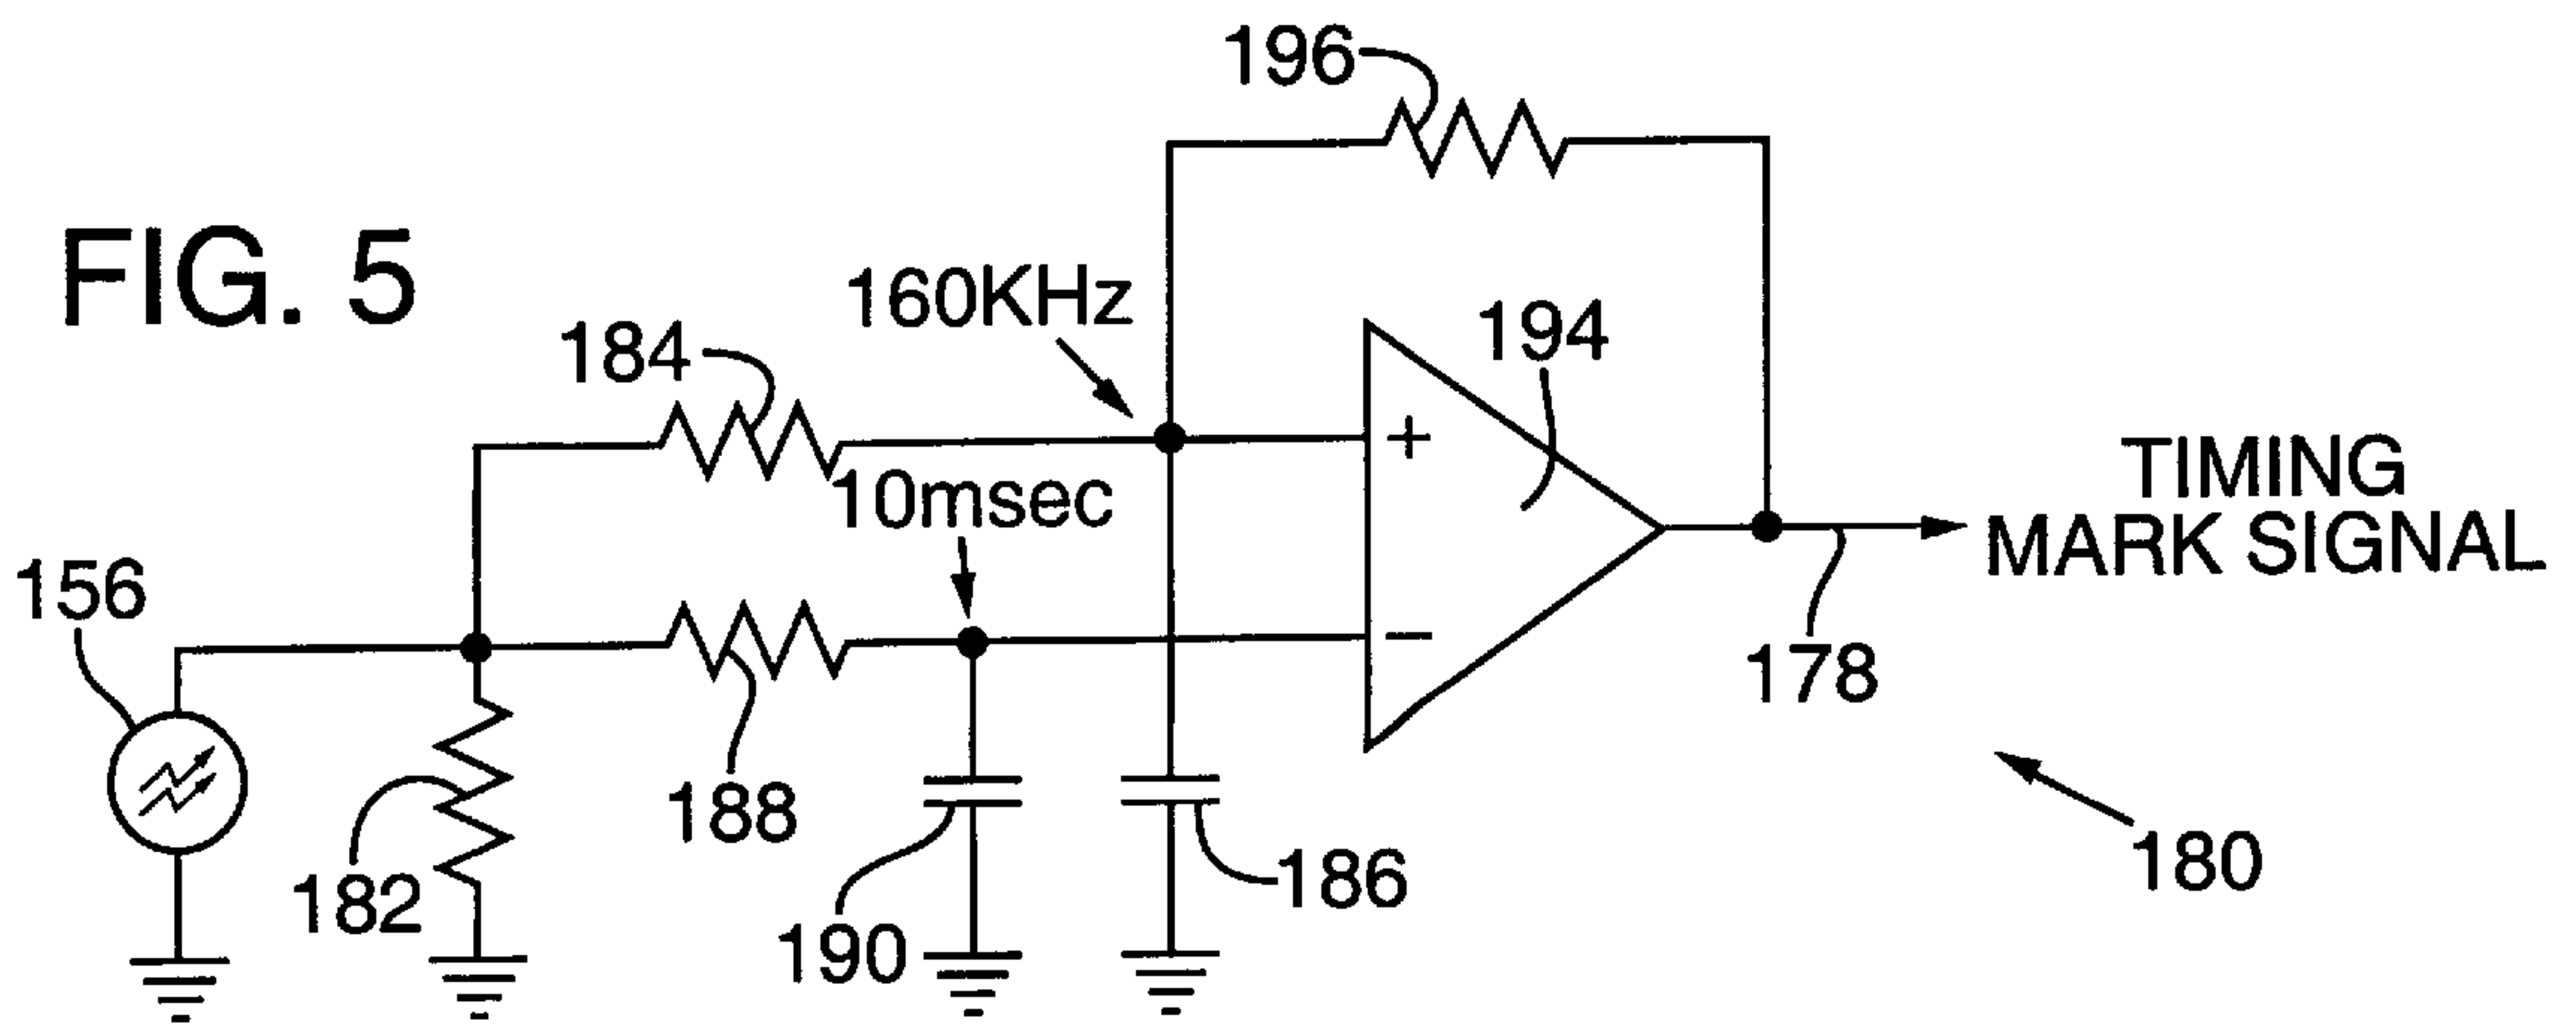 196
FIG. 5
160KHz
184
194
10msec
TIMING
MARK SIGNAL
156
178
188
182
190
186
180
+
−